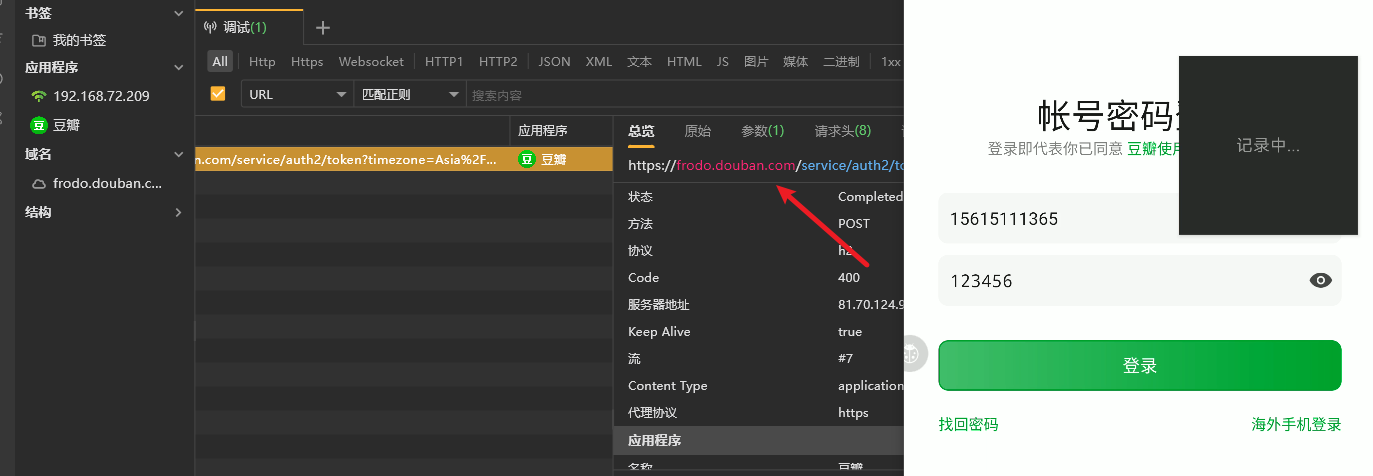 书签
我的书签
应用程序
192.168.72.209
豆瓣
域名
frodo.douban.c...
结构
调试(1)
All Http Https Websocket HTTP1 HTTP2 JSON XML 文本 HTML JS 图片 媒体 二进制 1xx
URL 匹配正则 搜索内容
应用程序
n.com/service/auth2/token?timezone=Asia%2F... 豆瓣
总览 原始 参数(1) 请求头(8)
https://frodo.douban.com/service/auth2/to
状态 Completed
方法 POST
协议 h2
Code 400
服务器地址 81.70.124.9
Keep Alive true
流 #7
Content Type application
代理协议 https
应用程序
名称 豆瓣
帐号密码登
登录即代表你已同意 豆瓣使用
记录中...
15615111365
123456
登录
找回密码 海外手机登录